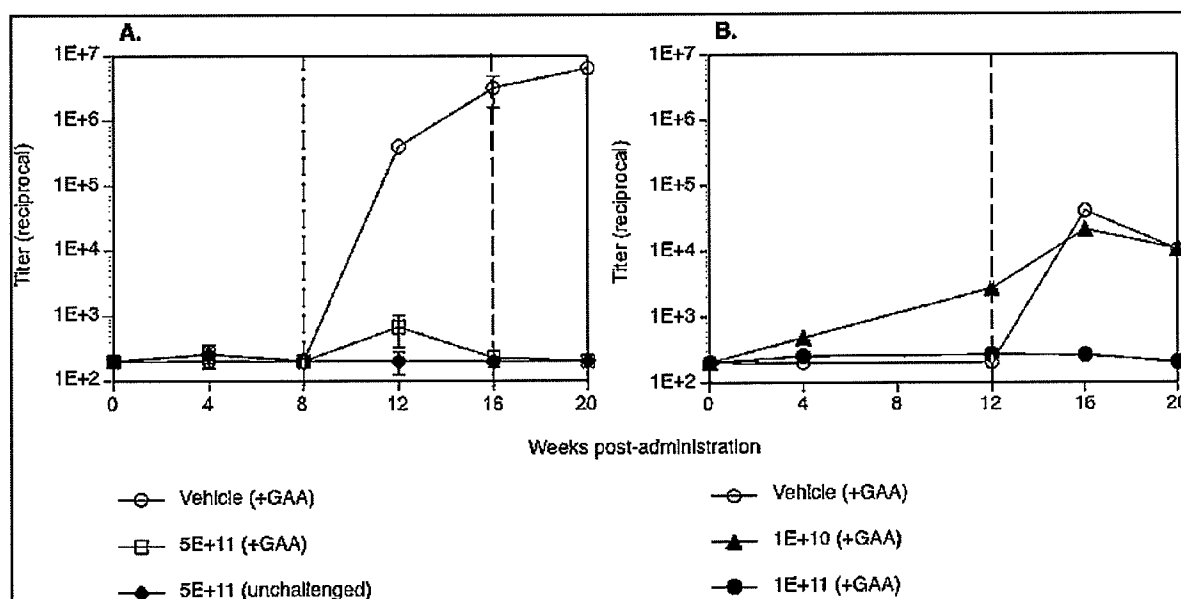 A.
1E+7
1E+6
1E+5
1E+4
1E+3
1E+2
Titer (reciprocal)
0 4 8 12 16 20
B.
1E+7
1E+6
1E+5
1E+4
1E+3
1E+2
Titer (reciprocal)
0 4 8 12 16 20
Weeks post-administration
Vehicle (+GAA)
5E+11 (+GAA)
5E+11 (unchallenged)
Vehicle (+GAA)
1E+10 (+GAA)
1E+11 (+GAA)